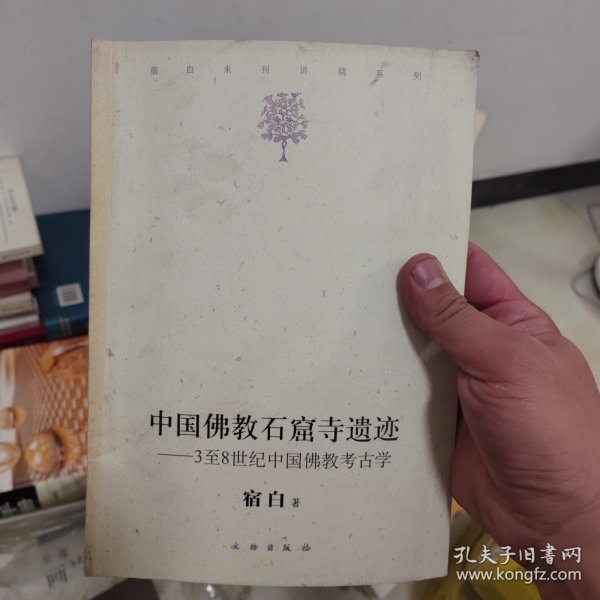 宿白未刊讲稿系列
中国佛教石窟寺遗迹
——3至8世纪中国佛教考古学
宿白 著
文物出版社
孔夫子旧书网
www.kongfz.com